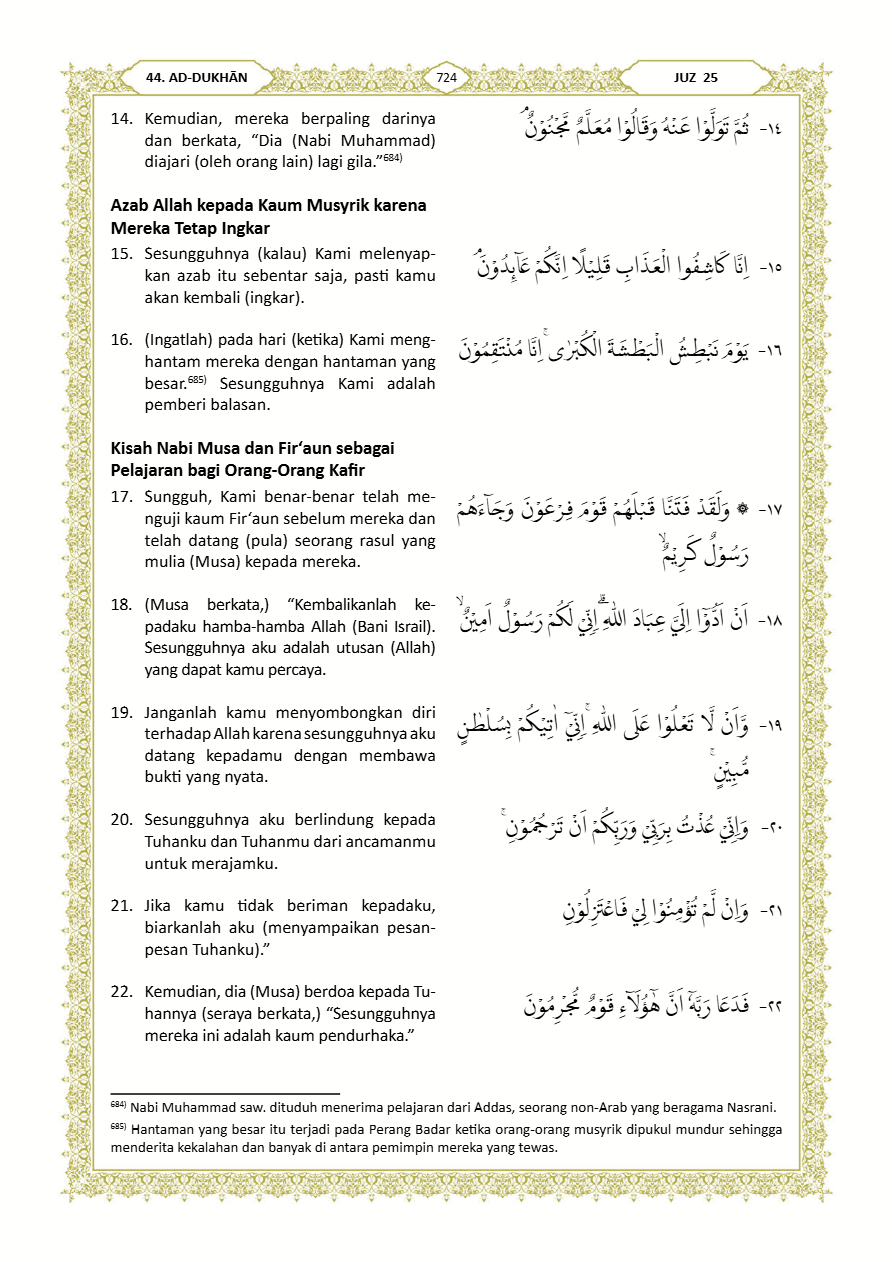 44. AD-DUKHĀN
724
JUZ 25
14. Kemudian, mereka berpaling darinya
dan berkata, “Dia (Nabi Muhammad)
diajari (oleh orang lain) lagi gila.”684)
١٤- ثُمَّ تَوَلَّوْا عَنْهُ وَقَالُوْا مُعَلَّمٌ مَّجْنُوْنٌۘ
Azab Allah kepada Kaum Musyrik karena
Mereka Tetap Ingkar
15. Sesungguhnya (kalau) Kami melenyap-
kan azab itu sebentar saja, pasti kamu
akan kembali (ingkar).
١٥- اِنَّا كَاشِفُوا الْعَذَابِ قَلِيْلًا اِنَّكُمْ عَاۤىِٕدُوْنَۘ
16. (Ingatlah) pada hari (ketika) Kami meng-
hantam mereka dengan hantaman yang
besar.685) Sesungguhnya Kami adalah
pemberi balasan.
١٦- يَوْمَ نَبْطِشُ الْبَطْشَةَ الْكُبْرٰىۚ اِنَّا مُنْتَقِمُوْنَ
Kisah Nabi Musa dan Fir‘aun sebagai
Pelajaran bagi Orang-Orang Kafir
17. Sungguh, Kami benar-benar telah me-
nguji kaum Fir‘aun sebelum mereka dan
telah datang (pula) seorang rasul yang
mulia (Musa) kepada mereka.
١٧- ۞ وَلَقَدْ فَتَنَّا قَبْلَهُمْ قَوْمَ فِرْعَوْنَ وَجَاۤءَهُمْ
رَسُوْلٌ كَرِيْمٌۙ
18. (Musa berkata,) “Kembalikanlah ke-
padaku hamba-hamba Allah (Bani Israil).
Sesungguhnya aku adalah utusan (Allah)
yang dapat kamu percaya.
١٨- اَنْ اَدُّوْٓا اِلَيَّ عِبَادَ اللّٰهِ ۗاِنِّيْ لَكُمْ رَسُوْلٌ اَمِيْنٌۙ
19. Janganlah kamu menyombongkan diri
terhadap Allah karena sesungguhnya aku
datang kepadamu dengan membawa
bukti yang nyata.
١٩- وَّاَنْ لَّا تَعْلُوْا عَلَى اللّٰهِ ۚاِنِّيْٓ اٰتِيْكُمْ بِسُلْطٰنٍ
مُّبِيْنٍۚ
20. Sesungguhnya aku berlindung kepada
Tuhanku dan Tuhanmu dari ancamanmu
untuk merajamku.
٢٠- وَاِنِّيْ عُذْتُ بِرَبِّيْ وَرَبِّكُمْ اَنْ تَرْجُمُوْنِۚ
21. Jika kamu tidak beriman kepadaku,
biarkanlah aku (menyampaikan pesan-
pesan Tuhanku).”
٢١- وَاِنْ لَّمْ تُؤْمِنُوْا لِيْ فَاعْتَزِلُوْنِ
22. Kemudian, dia (Musa) berdoa kepada Tu-
hannya (seraya berkata,) “Sesungguhnya
mereka ini adalah kaum pendurhaka.”
٢٢- فَدَعَا رَبَّهٗٓ اَنَّ هٰٓؤُلَاۤءِ قَوْمٌ مُّجْرِمُوْنَ
684) Nabi Muhammad saw. dituduh menerima pelajaran dari Addas, seorang non-Arab yang beragama Nasrani.
685) Hantaman yang besar itu terjadi pada Perang Badar ketika orang-orang musyrik dipukul mundur sehingga
menderita kekalahan dan banyak di antara pemimpin mereka yang tewas.